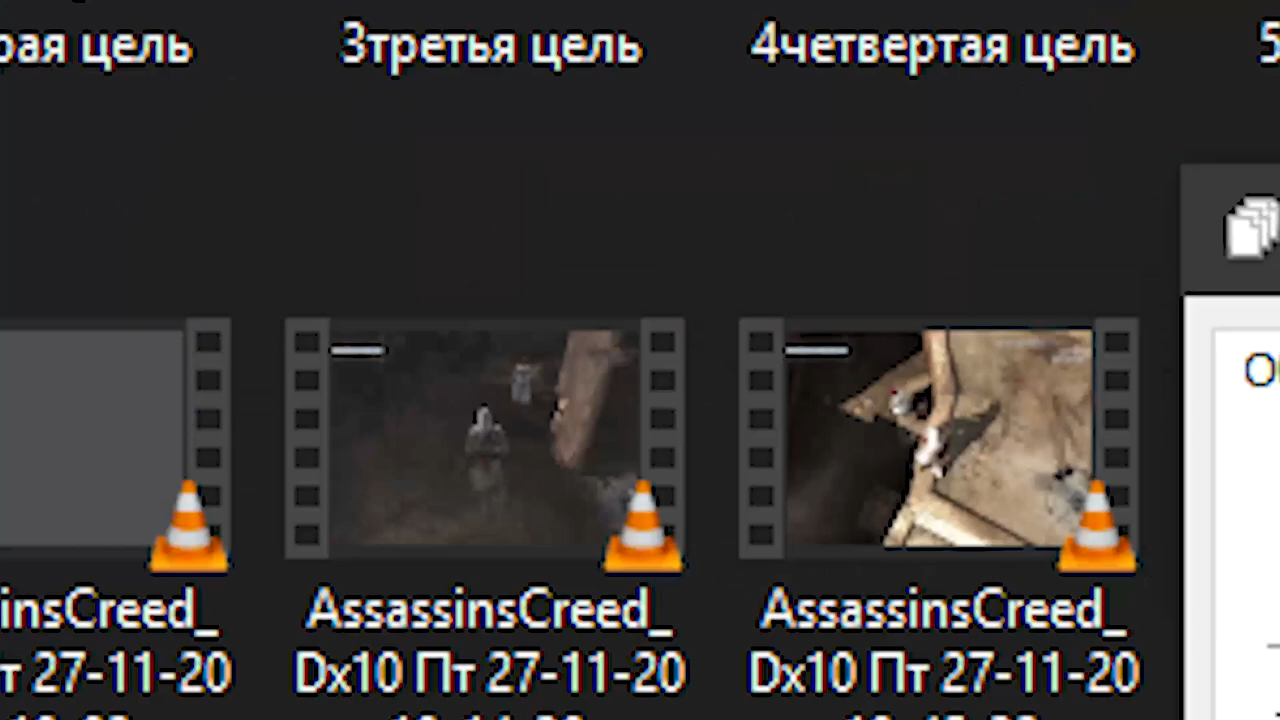 рая цель
3третья цель
4четвертая цель
5
О
insCreed_
т 27-11-20
AssassinsCreed_
Dx10 Пт 27-11-20
AssassinsCreed_
Dx10 Пт 27-11-20